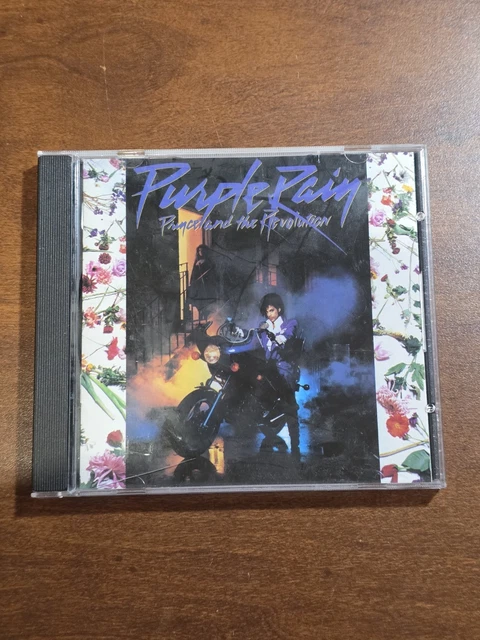 Purple Rain
Prince and the Revolution